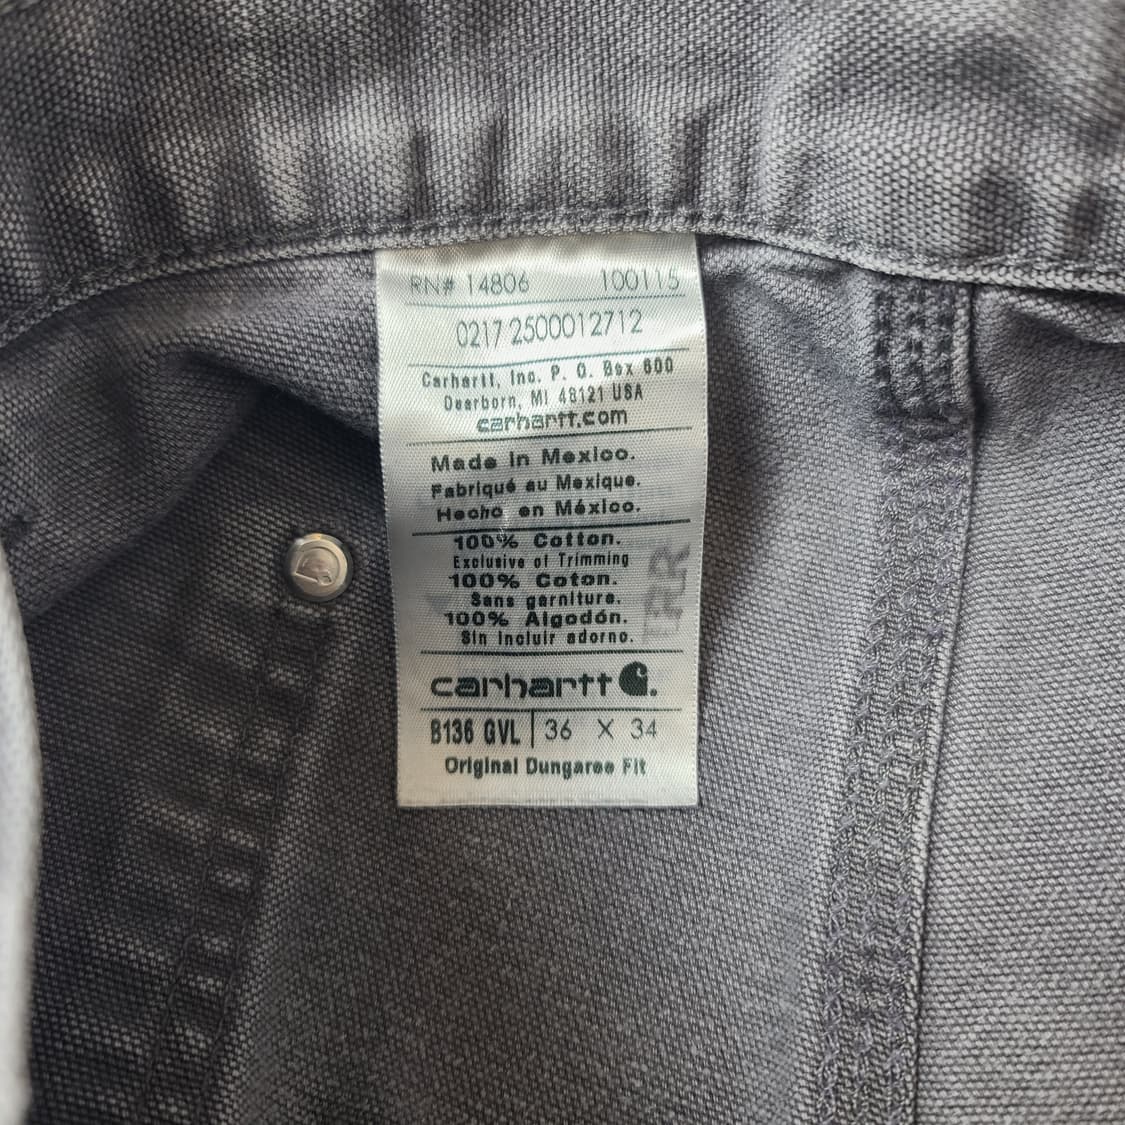 RN# 14806 100115
0217 2500012712
Carhartt, Inc. P. O. Box 600
Dearborn, MI 48121 USA
carhartt.com
Made in Mexico.
Fabriqué au Mexique.
Hecho en México.
100% Cotton.
Exclusive of Trimming
100% Coton.
Sans garniture.
100% Algodón.
Sin incluir adorno.
carhartt
B136 GVL 36 X 34
Original Dungaree Fit